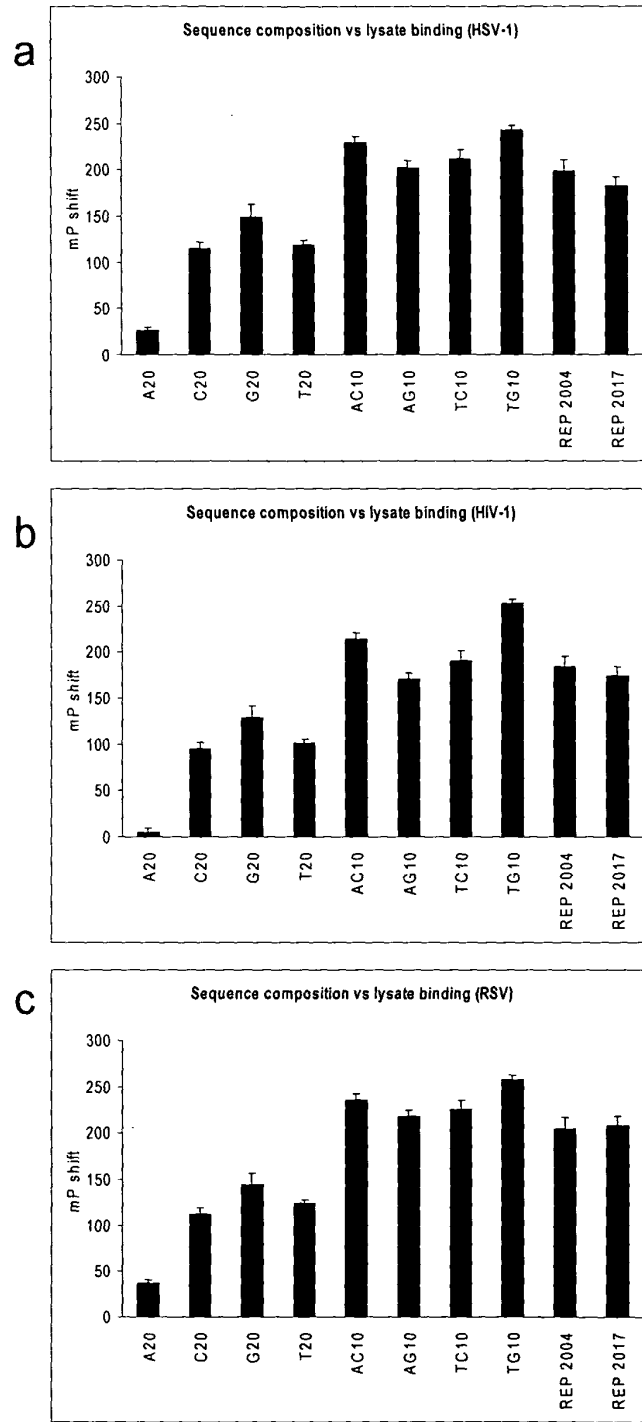 a
Sequence composition vs lysate binding (HSV-1)
300
250
200
150
100
50
0
mP shift
A20
C20
G20
T20
AC10
AG10
TC10
TG10
REP 2004
REP 2017
b
Sequence composition vs lysate binding (HIV-1)
300
250
200
150
100
50
0
mP shift
A20
C20
G20
T20
AC10
AG10
TC10
TG10
REP 2004
REP 2017
c
Sequence composition vs lysate binding (RSV)
300
250
200
150
100
50
0
mP shift
A20
C20
G20
T20
AC10
AG10
TC10
TG10
REP 2004
REP 2017